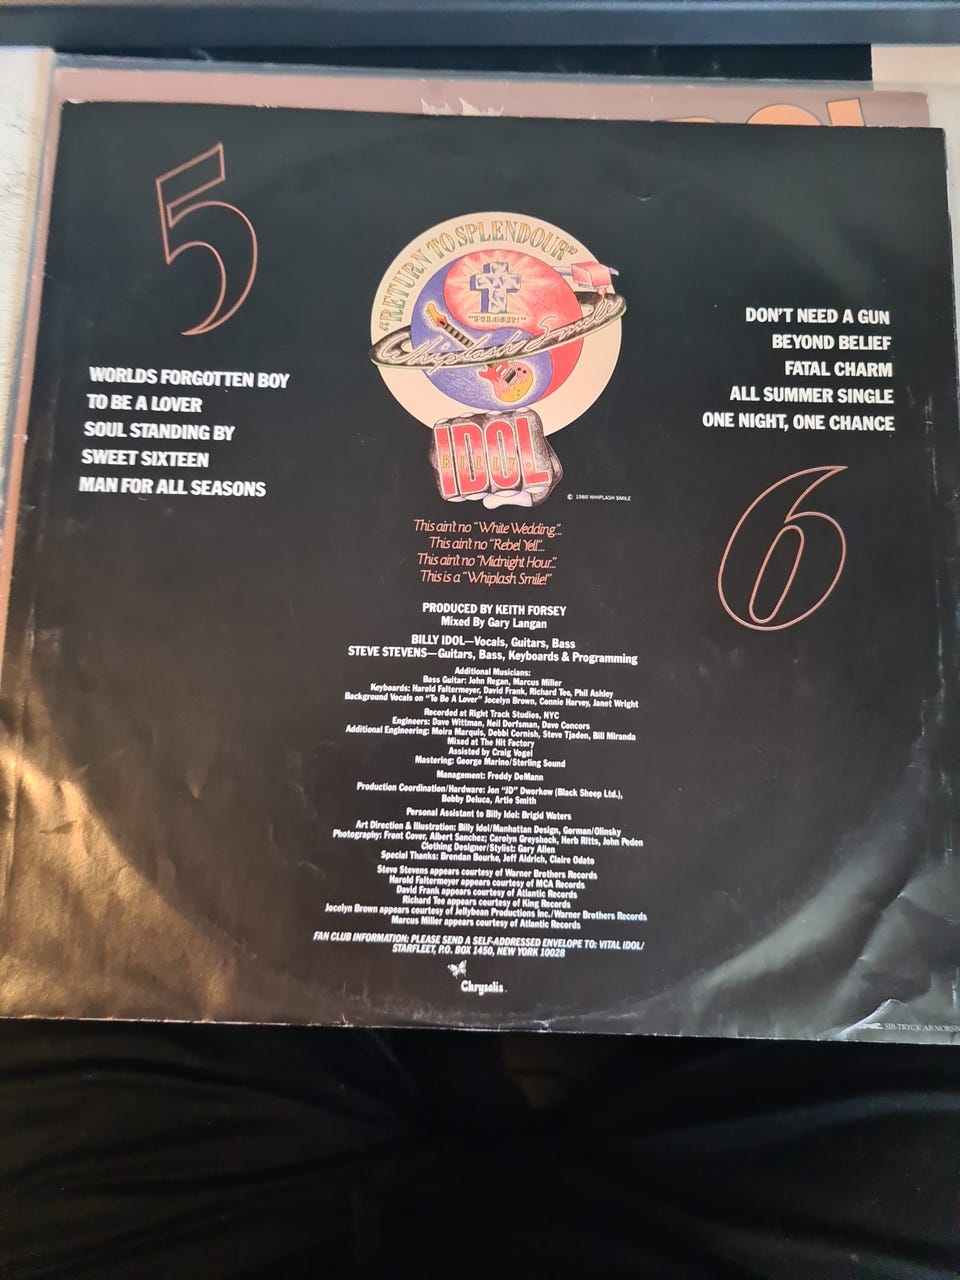 5
WORLDS FORGOTTEN BOY
TO BE A LOVER
SOUL STANDING BY
SWEET SIXTEEN
MAN FOR ALL SEASONS
"RETURN TO SPLENDOUR"
"PILGRIM"
Whiplash Smile
BILLY
IDOL
© 1986 WHIPLASH SMILE
DON'T NEED A GUN
BEYOND BELIEF
FATAL CHARM
ALL SUMMER SINGLE
ONE NIGHT, ONE CHANCE
6
This ain't no "White Wedding"...
This ain't no "Rebel Yell"...
This ain't no "Midnight Hour"...
This is a "Whiplash Smile!"
PRODUCED BY KEITH FORSEY
Mixed By Gary Langan
BILLY IDOL—Vocals, Guitars, Bass
STEVE STEVENS—Guitars, Bass, Keyboards & Programming
Additional Musicians:
Bass Guitar: John Regan, Marcus Miller
Keyboards: Harold Faltermeyer, David Frank, Richard Tee, Phil Ashley
Background Vocals on "To Be A Lover" Jocelyn Brown, Connie Harvey, Janet Wright
Recorded at Right Track Studios, NYC
Engineers: Dave Wittman, Neil Dorfsman, Dave Concors
Additional Engineering: Moira Marquis, Debbi Cornish, Steve Tjaden, Bill Miranda
Mixed at The Hit Factory
Assisted by Craig Vogel
Mastering: George Marino/Sterling Sound
Management: Freddy DeMann
Production Coordination/Hardware: Jon "JD" Dworkow (Black Sheep Ltd.),
Bobby Deluca, Artie Smith
Personal Assistant to Billy Idol: Brigid Waters
Art Direction & Illustration: Billy Idol/Manhattan Design, Gorman/Olinsky
Photography: Front Cover, Albert Sanchez; Carolyn Greyshock, Herb Ritts, John Peden
Clothing Designer/Stylist: Gary Allen
Special Thanks: Brendan Bourke, Jeff Aldrich, Claire Odato
Steve Stevens appears courtesy of Warner Brothers Records
Harold Faltermeyer appears courtesy of MCA Records
David Frank appears courtesy of Atlantic Records
Richard Tee appears courtesy of King Records
Jocelyn Brown appears courtesy of Jellybean Productions Inc./Warner Brothers Records
Marcus Miller appears courtesy of Atlantic Records
FAN CLUB INFORMATION: PLEASE SEND A SELF-ADDRESSED ENVELOPE TO: VITAL IDOL/
STARFLEET, P.O. BOX 1450, NEW YORK 10028
Chrysalis
SIB-TRYCK AB NORSB